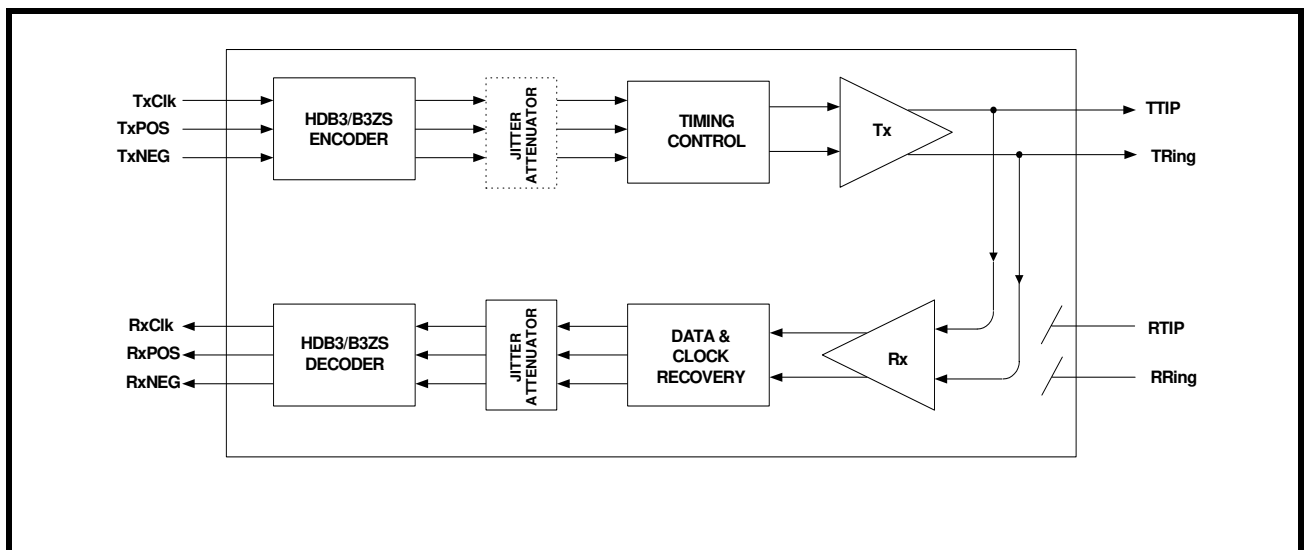 TxClk
TxPOS
TxNEG
HDB3/B3ZS
ENCODER
JITTER
ATTENUATOR
TIMING
CONTROL
Tx
TTIP
TRing
RxClk
RxPOS
RxNEG
HDB3/B3ZS
DECODER
JITTER
ATTENUATOR
DATA &
CLOCK
RECOVERY
Rx
RTIP
RRing